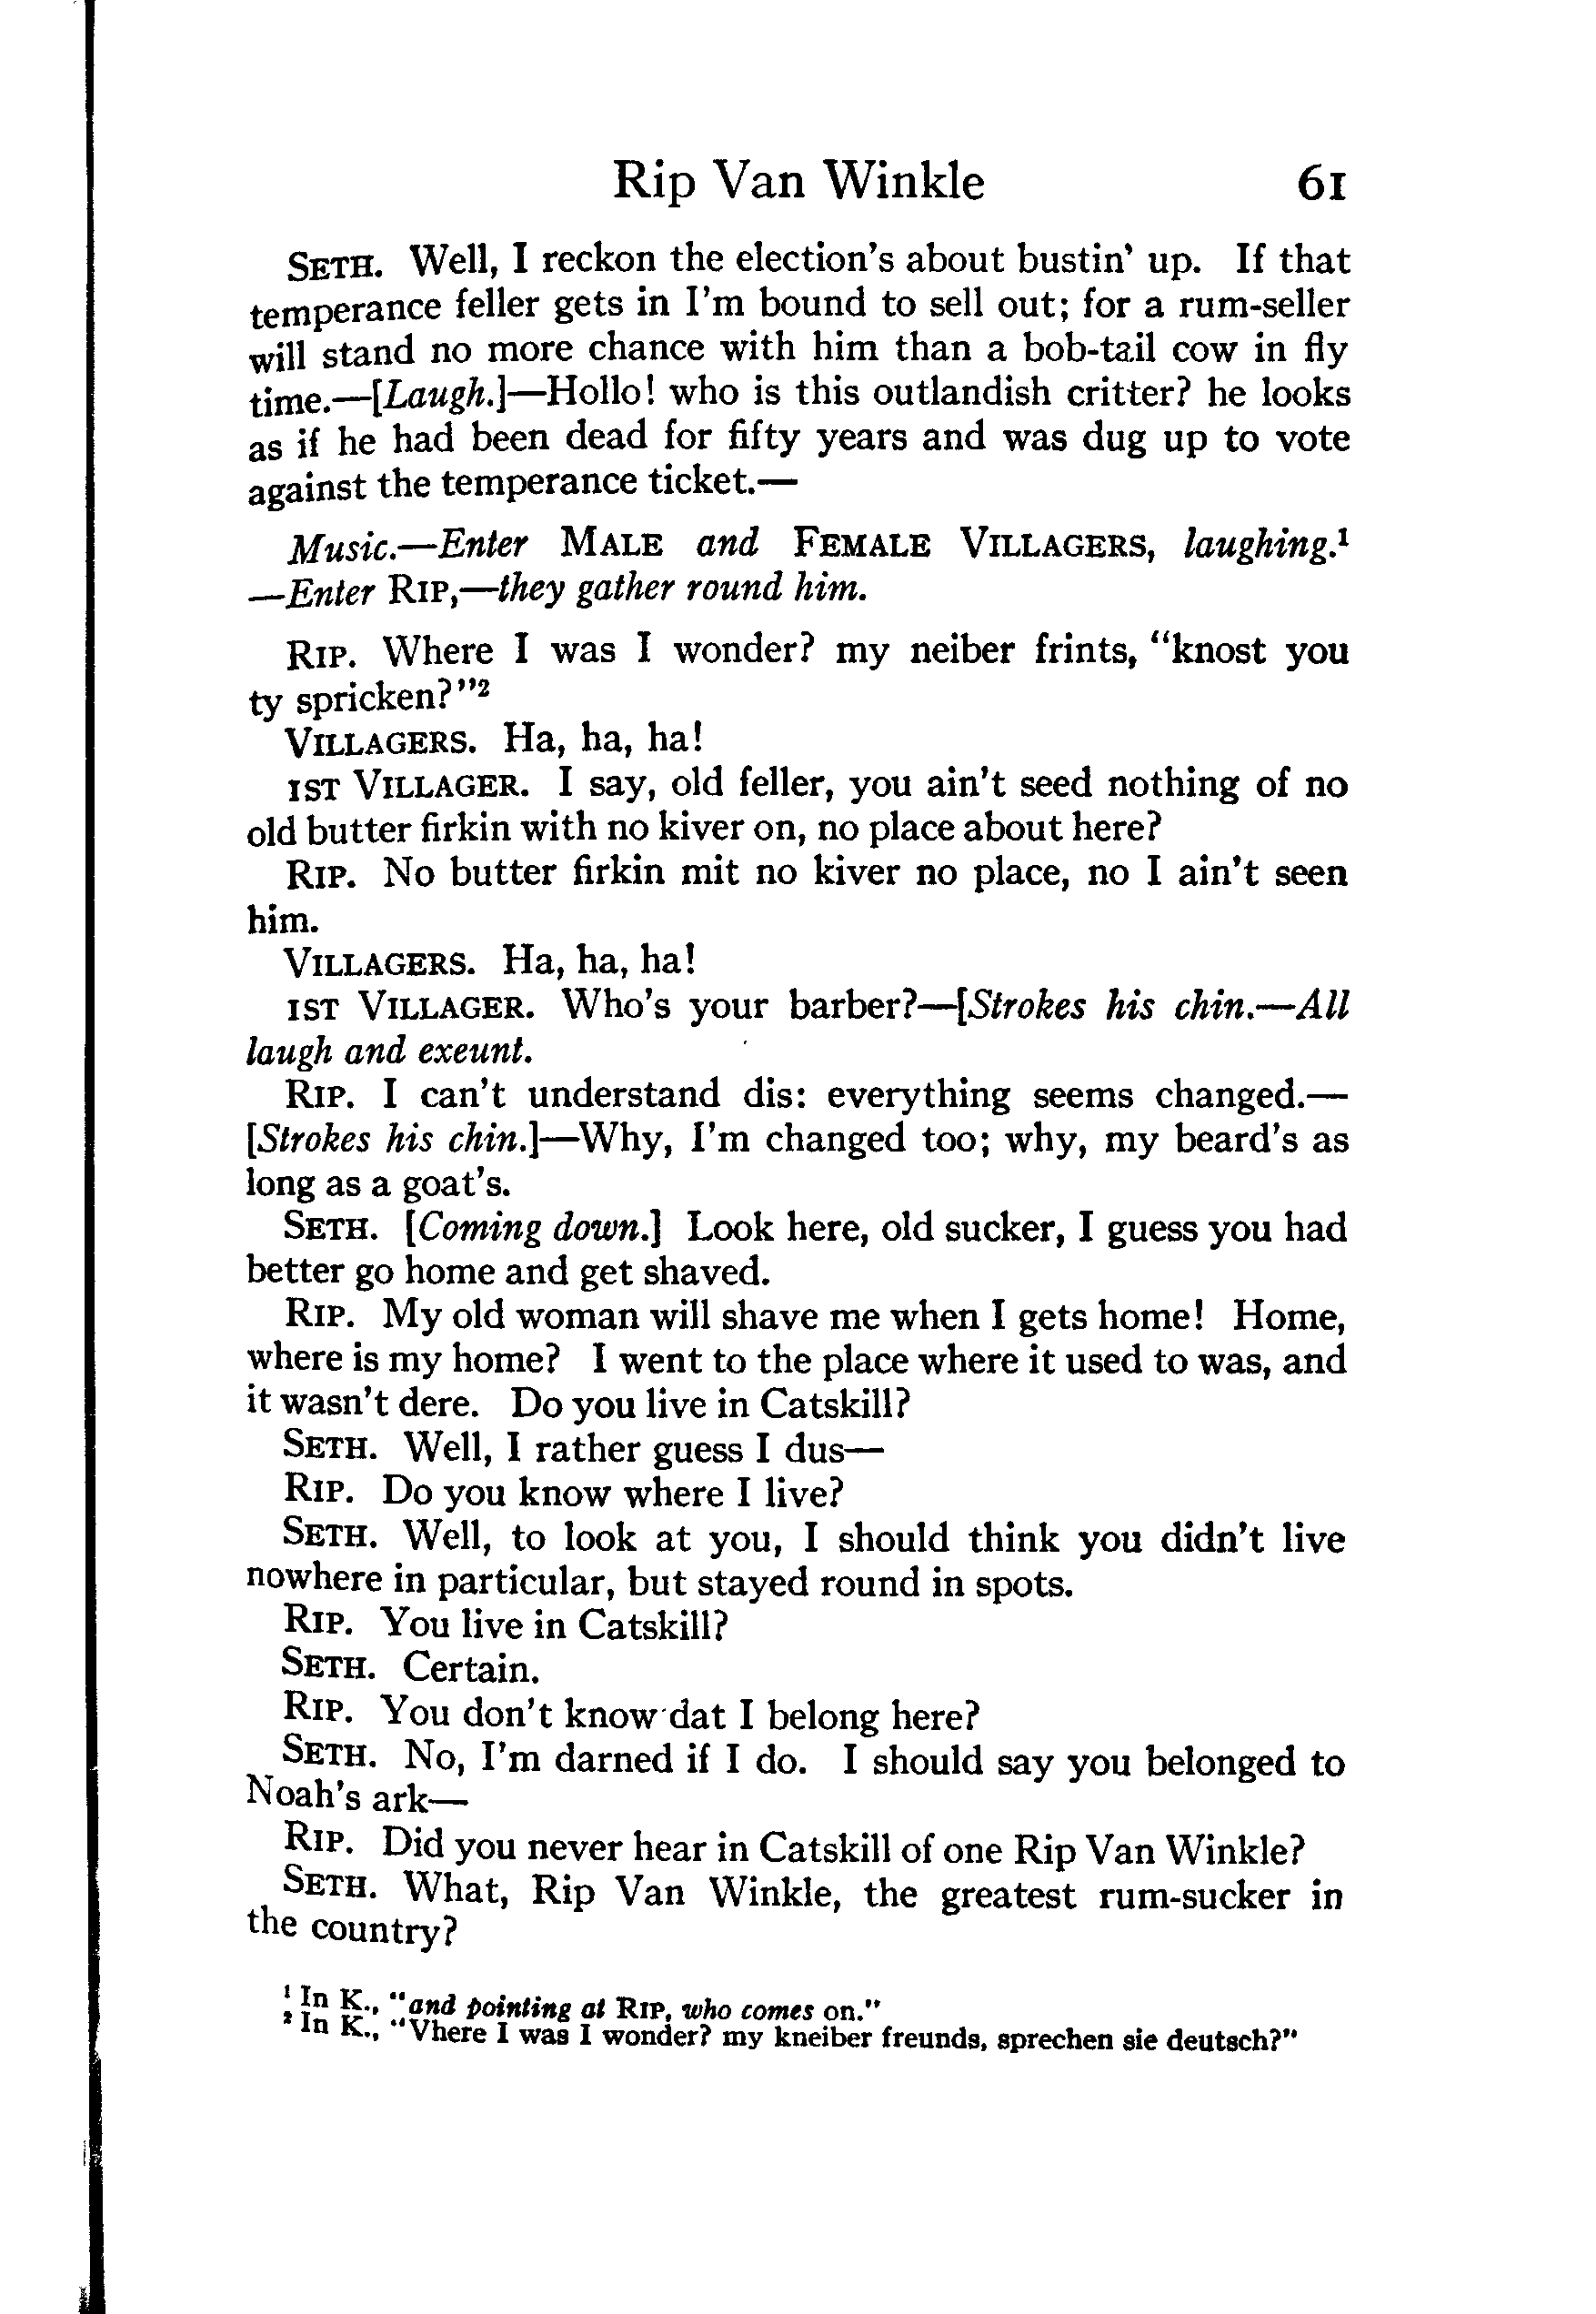 Rip Van Winkle 61
SETH. Well, I reckon the election's about bustin' up. If that
temperance feller gets in I'm bound to sell out; for a rum-seller
will stand no more chance with him than a bob-tail cow in fly
time.—[Laugh.]—Hollo! who is this outlandish critter? he looks
as if he had been dead for fifty years and was dug up to vote
against the temperance ticket.—
Music.—Enter MALE and FEMALE VILLAGERS, laughing.¹
—Enter RIP,—they gather round him.
RIP. Where I was I wonder? my neiber frints, "knost you
ty spricken?"²
VILLAGERS. Ha, ha, ha!
1ST VILLAGER. I say, old feller, you ain't seed nothing of no
old butter firkin with no kiver on, no place about here?
RIP. No butter firkin mit no kiver no place, no I ain't seen
him.
VILLAGERS. Ha, ha, ha!
1ST VILLAGER. Who's your barber?—[Strokes his chin.—All
laugh and exeunt.
RIP. I can't understand dis: everything seems changed.—
[Strokes his chin.]—Why, I'm changed too; why, my beard's as
long as a goat's.
SETH. [Coming down.] Look here, old sucker, I guess you had
better go home and get shaved.
RIP. My old woman will shave me when I gets home! Home,
where is my home? I went to the place where it used to was, and
it wasn't dere. Do you live in Catskill?
SETH. Well, I rather guess I dus—
RIP. Do you know where I live?
SETH. Well, to look at you, I should think you didn't live
nowhere in particular, but stayed round in spots.
RIP. You live in Catskill?
SETH. Certain.
RIP. You don't know dat I belong here?
SETH. No, I'm darned if I do. I should say you belonged to
Noah's ark—
RIP. Did you never hear in Catskill of one Rip Van Winkle?
SETH. What, Rip Van Winkle, the greatest rum-sucker in
the country?
¹ In K., "and pointing at RIP, who comes on."
² In K., "Vhere I was I wonder? my kneiber freunds, sprechen sie deutsch?"